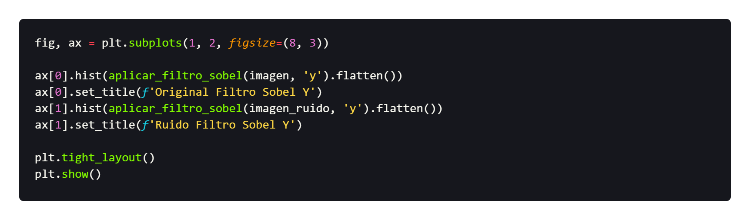 fig, ax = plt.subplots(1, 2, figsize=(8, 3))
ax[0].hist(aplicar_filtro_sobel(imagen, 'y').flatten())
ax[0].set_title(f'Original Filtro Sobel Y')
ax[1].hist(aplicar_filtro_sobel(imagen_ruido, 'y').flatten())
ax[1].set_title(f'Ruido Filtro Sobel Y')
plt.tight_layout()
plt.show()